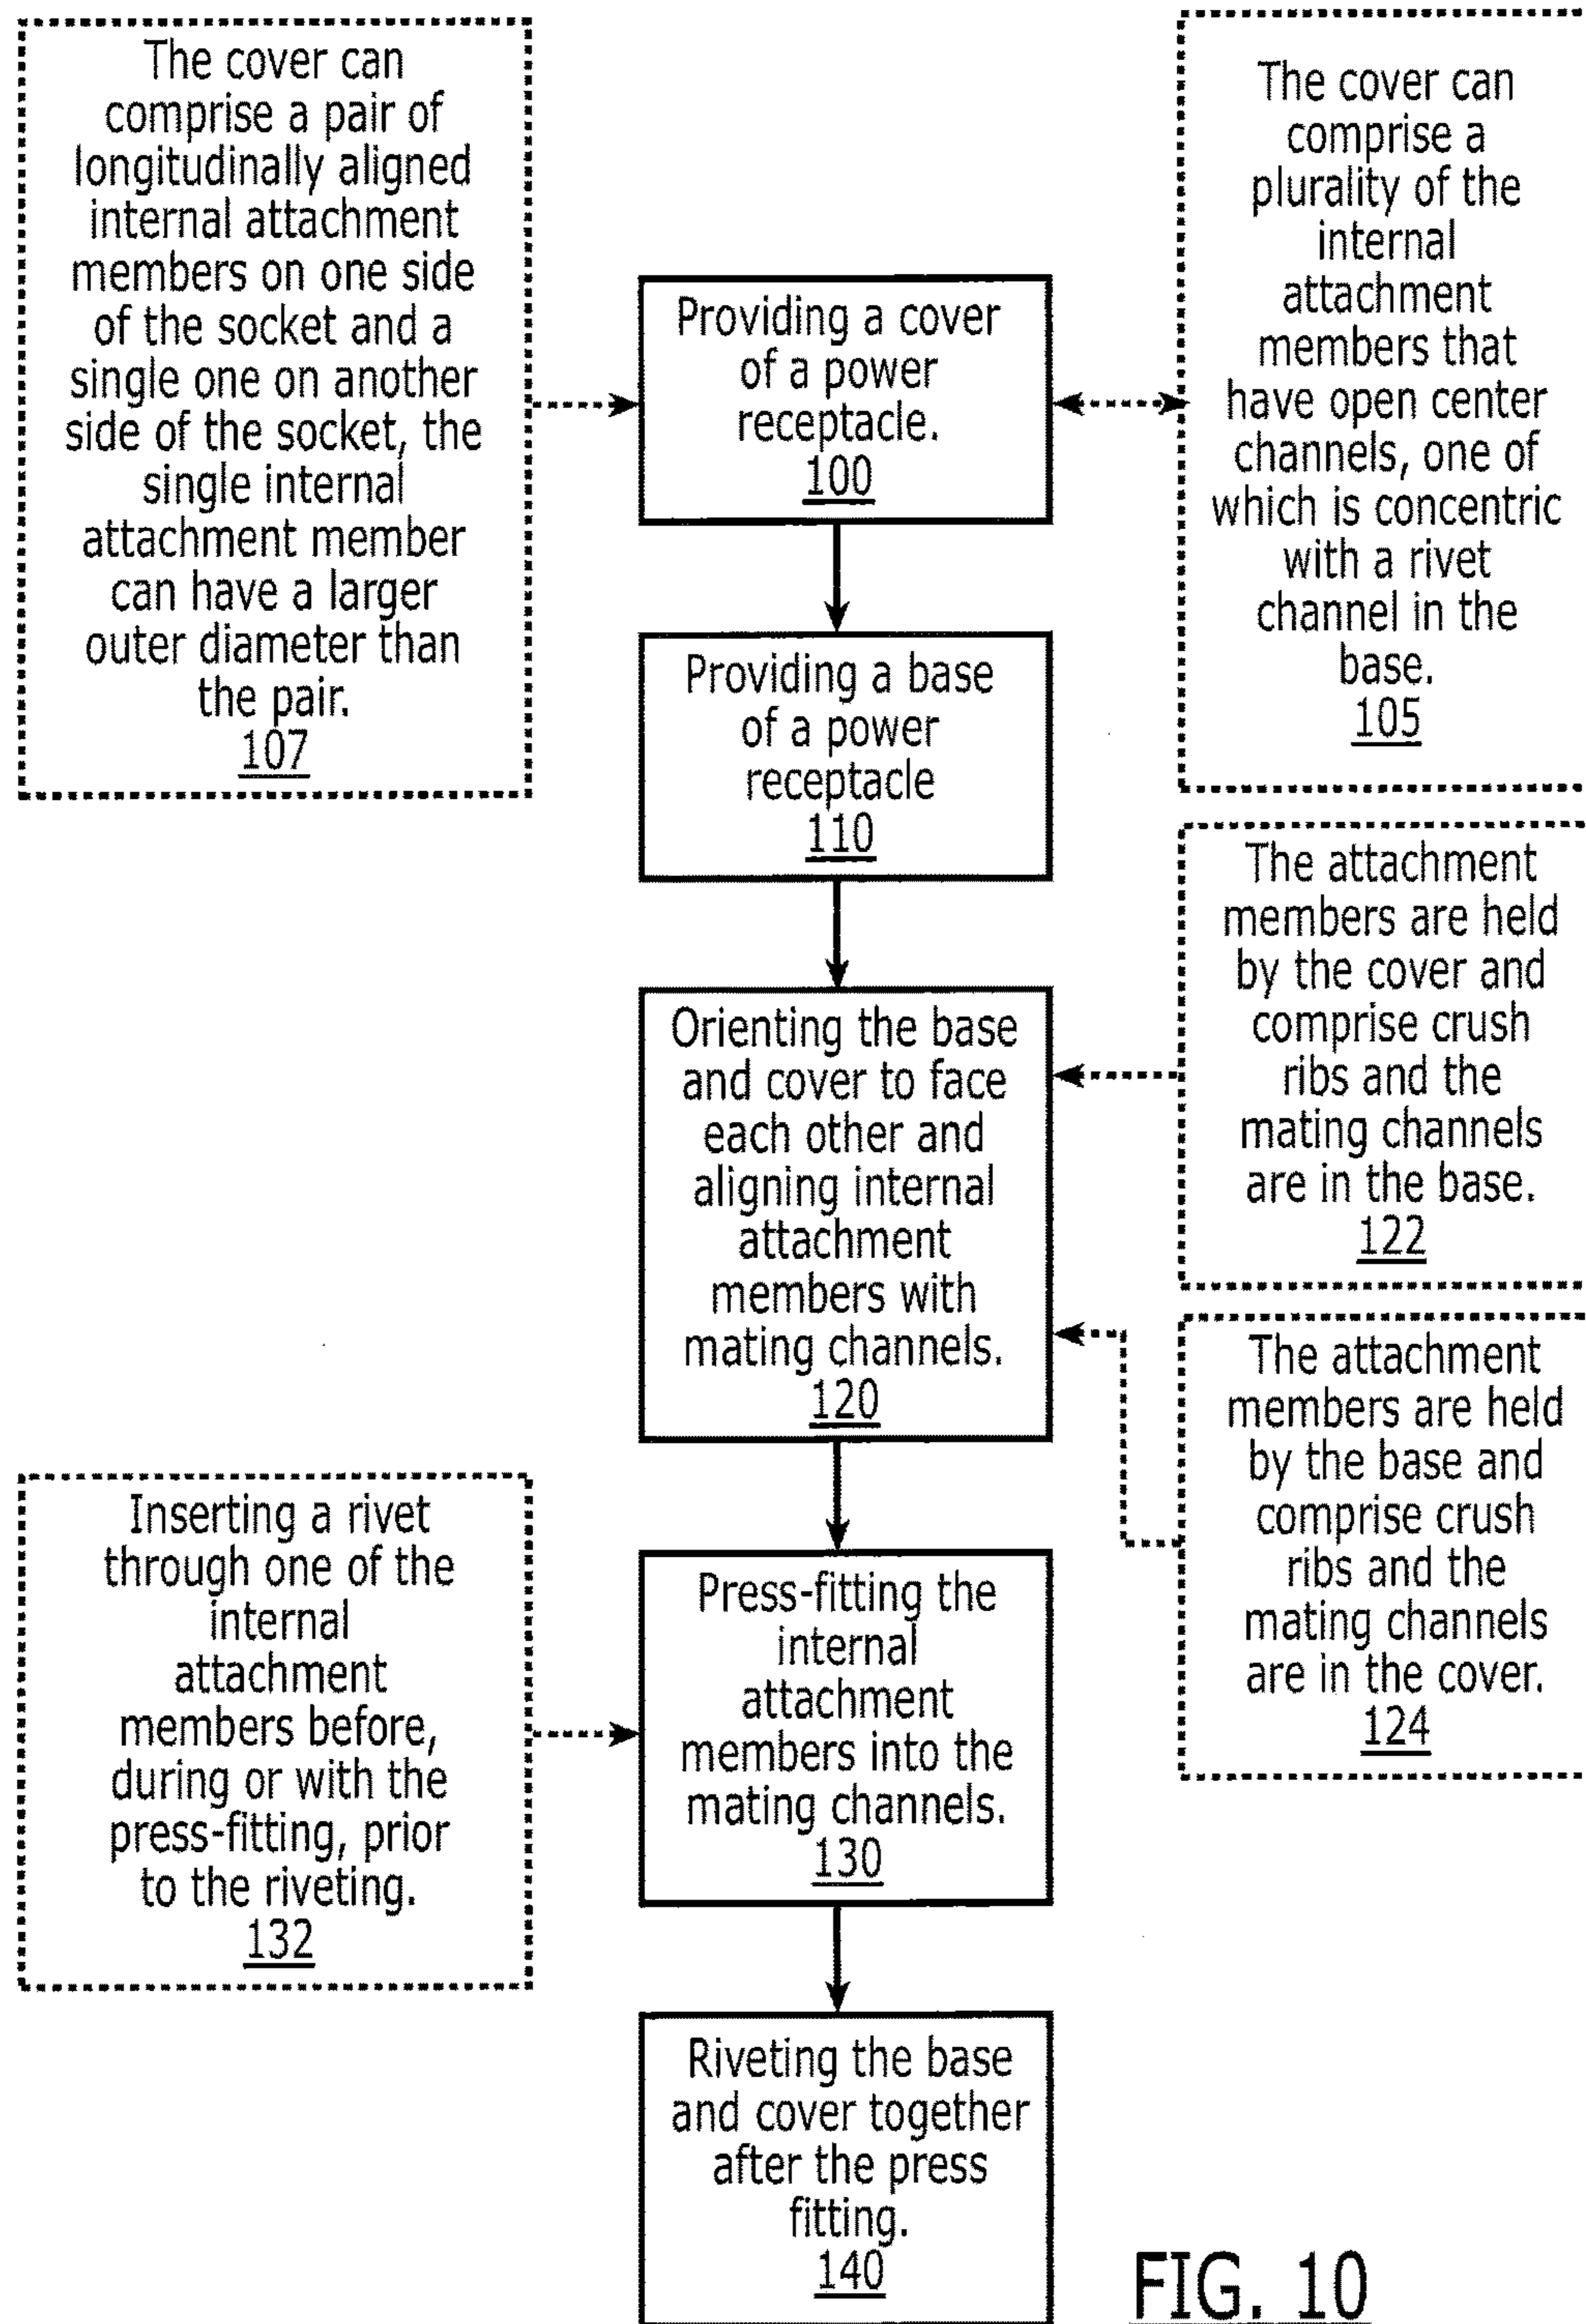 The cover can
comprise a pair of
longitudinally aligned
internal attachment
members on one side
of the socket and a
single one on another
side of the socket, the
single internal
attachment member
can have a larger
outer diameter than
the pair.
107
Providing a cover
of a power
receptacle.
100
The cover can
comprise a
plurality of the
internal
attachment
members that
have open center
channels, one of
which is concentric
with a rivet
channel in the
base.
105
Providing a base
of a power
receptacle
110
The attachment
members are held
by the cover and
comprise crush
ribs and the
mating channels
are in the base.
122
Orienting the base
and cover to face
each other and
aligning internal
attachment
members with
mating channels.
120
The attachment
members are held
by the base and
comprise crush
ribs and the
mating channels
are in the cover.
124
Inserting a rivet
through one of the
internal
attachment
members before,
during or with the
press-fitting, prior
to the riveting.
132
Press-fitting the
internal
attachment
members into the
mating channels.
130
Riveting the base
and cover together
after the press
fitting.
140
FIG. 10